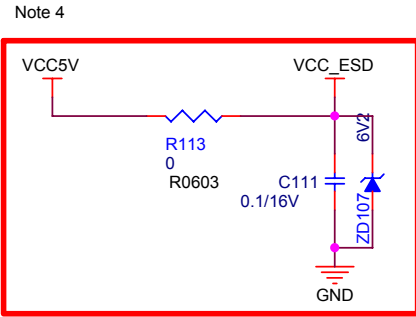 Note 4
VCC5V
VCC_ESD
R113
0
R0603
C111
0.1/16V
6V2
ZD107
GND